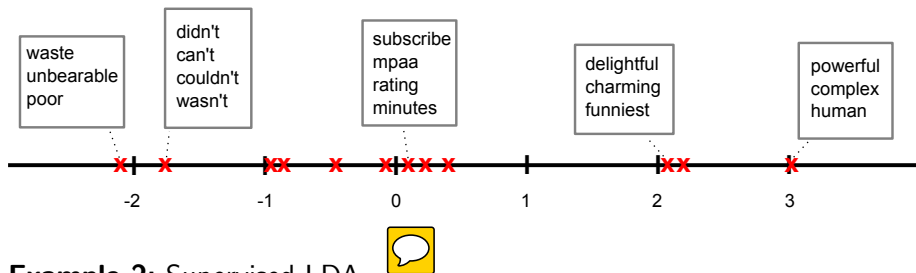 waste
unbearable
poor
didn't
can't
couldn't
wasn't
subscribe
mpaa
rating
minutes
delightful
charming
funniest
powerful
complex
human
-2 -1 0 1 2 3
Example 2: Supervised LDA